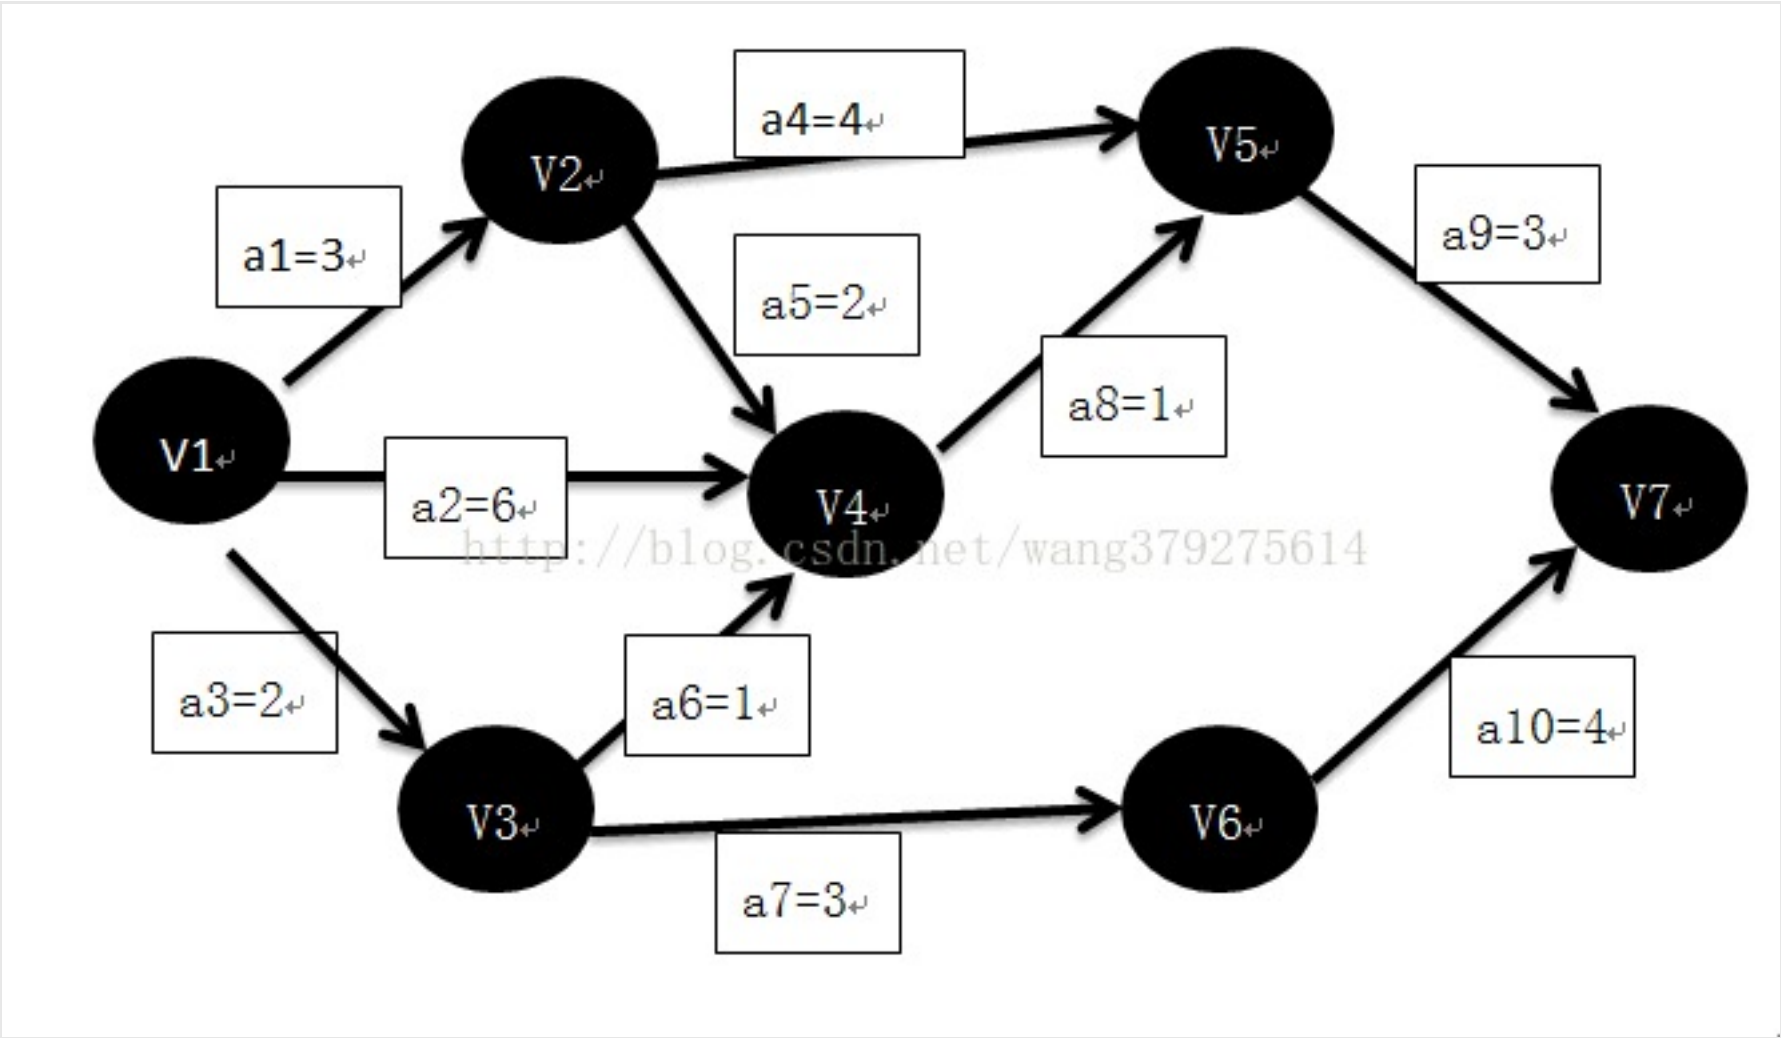 a4=4↵
V5↵
V2↵
a9=3↵
a1=3↵
a5=2↵
a8=1↵
V1↵
a2=6↵
V4↵
V7↵
http://blog.csdn.net/wang379275614
a3=2↵
a6=1↵
a10=4↵
V3↵
V6↵
a7=3↵